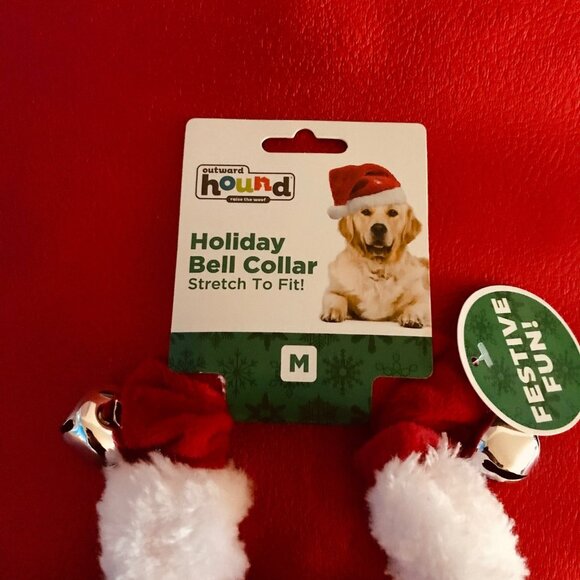 outward
hound
raise the woof
Holiday
Bell Collar
Stretch To Fit!
M
FESTIVE
FUN!